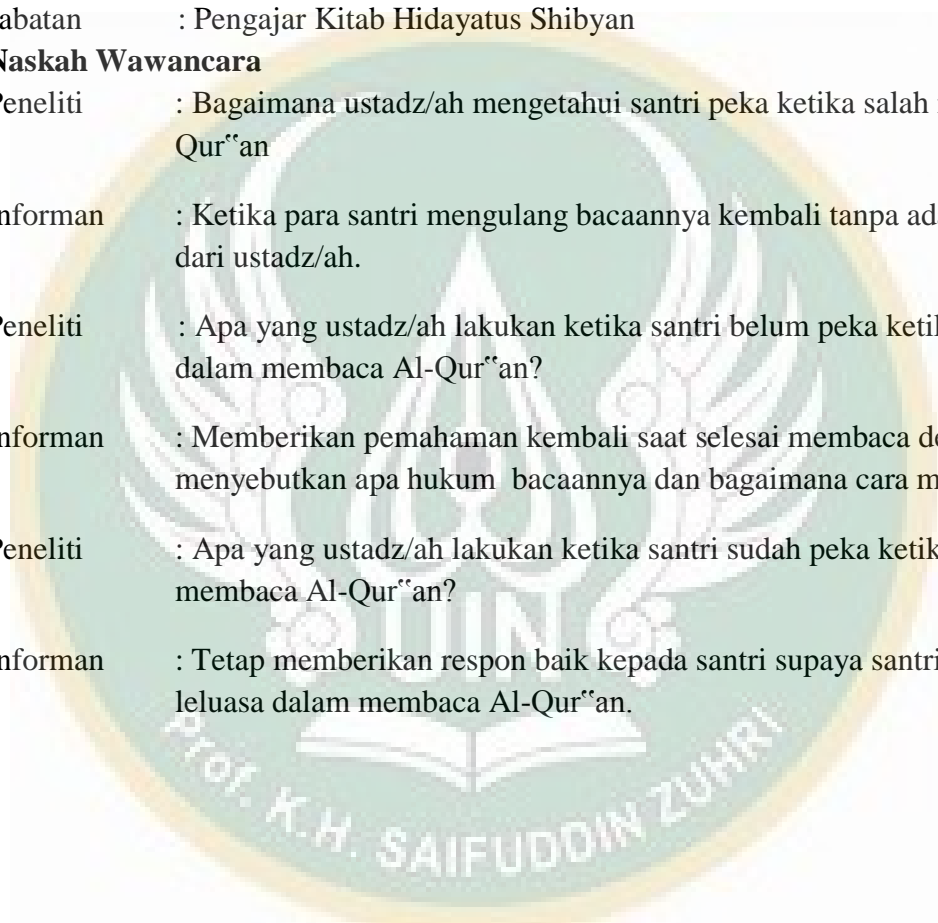 abatan : Pengajar Kitab Hidayatus Shibyan
Naskah Wawancara
Peneliti : Bagaimana ustadz/ah mengetahui santri peka ketika salah
Qur‟an
nforman : Ketika para santri mengulang bacaannya kembali tanpa ad
dari ustadz/ah.
Peneliti : Apa yang ustadz/ah lakukan ketika santri belum peka
dalam membaca Al-Qur‟an?
nforman : Memberikan pemahaman kembali saat selesai membaca
menyebutkan apa hukum bacaannya dan bagaimana cara
Peneliti : Apa yang ustadz/ah lakukan ketika santri sudah peka ketik
membaca Al-Qur‟an?
nforman : Tetap memberikan respon baik kepada santri supaya santri
leluasa dalam membaca Al-Qur‟an.
UIN
Prof. K.H. SAIFUDDIN ZUHRI